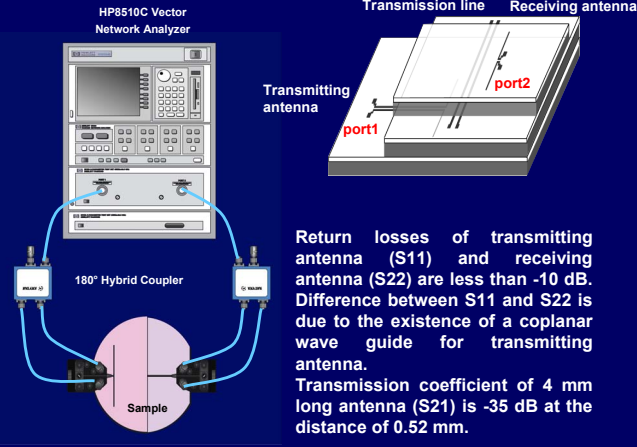 HP8510C Vector
Network Analyzer
Transmission line
Receiving antenna
Transmitting
antenna
port2
port1
180° Hybrid Coupler
Sample
Return losses of transmitting
antenna (S11) and receiving
antenna (S22) are less than -10 dB.
Difference between S11 and S22 is
due to the existence of a coplanar
wave guide for transmitting
antenna.
Transmission coefficient of 4 mm
long antenna (S21) is -35 dB at the
distance of 0.52 mm.